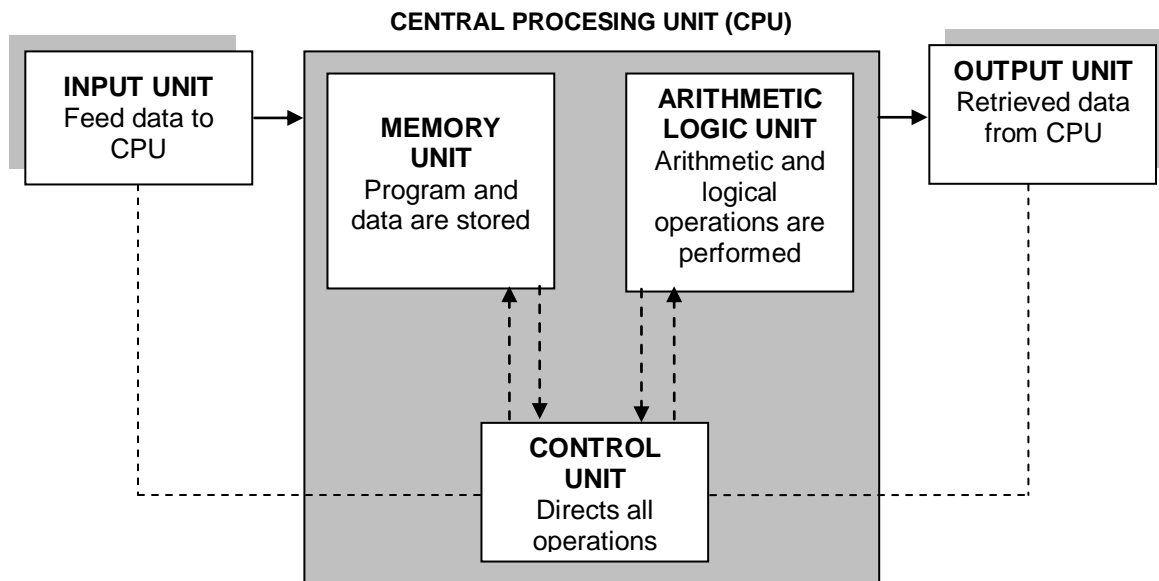 CENTRAL PROCESING UNIT (CPU)
INPUT UNIT
Feed data to
CPU
MEMORY
UNIT
Program and
data are stored
ARITHMETIC
LOGIC UNIT
Arithmetic and
logical
operations are
performed
OUTPUT UNIT
Retrieved data
from CPU
CONTROL
UNIT
Directs all
operations